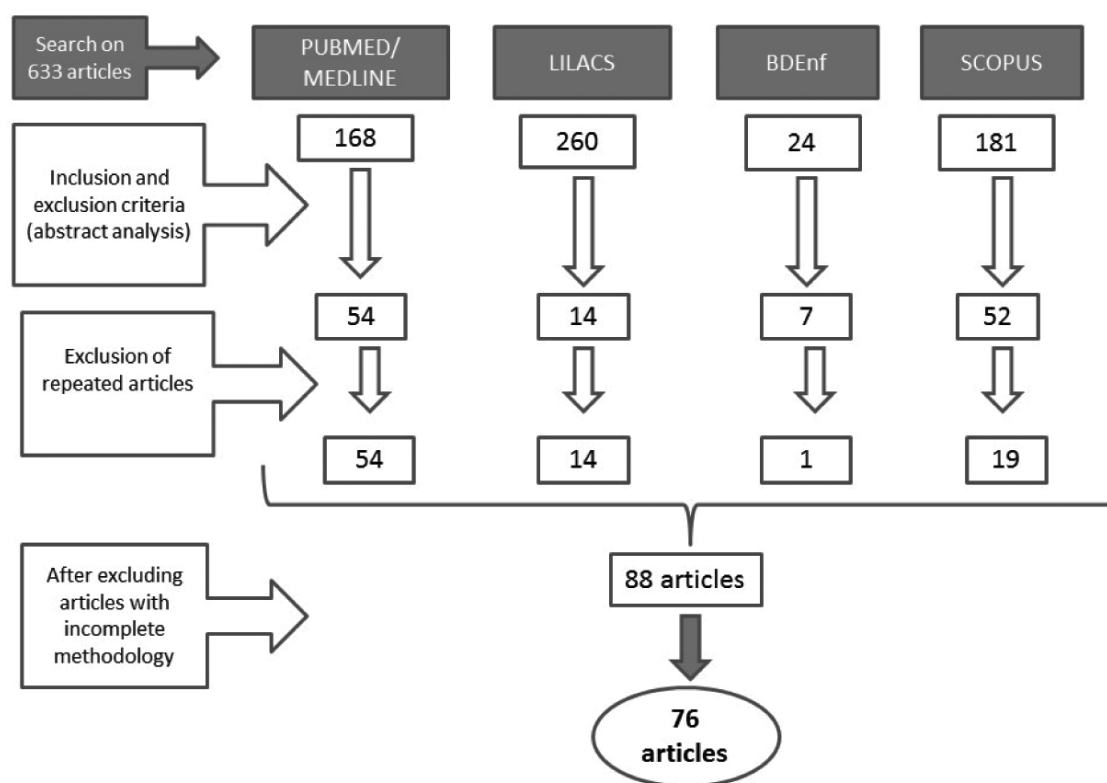 Search on
633 articles
PUBMED/
MEDLINE
LILACS
BDEnf
SCOPUS
168
260
24
181
Inclusion and
exclusion criteria
(abstract analysis)
54
14
7
52
Exclusion of
repeated articles
54
14
1
19
88 articles
After excluding
articles with
incomplete
methodology
76
articles